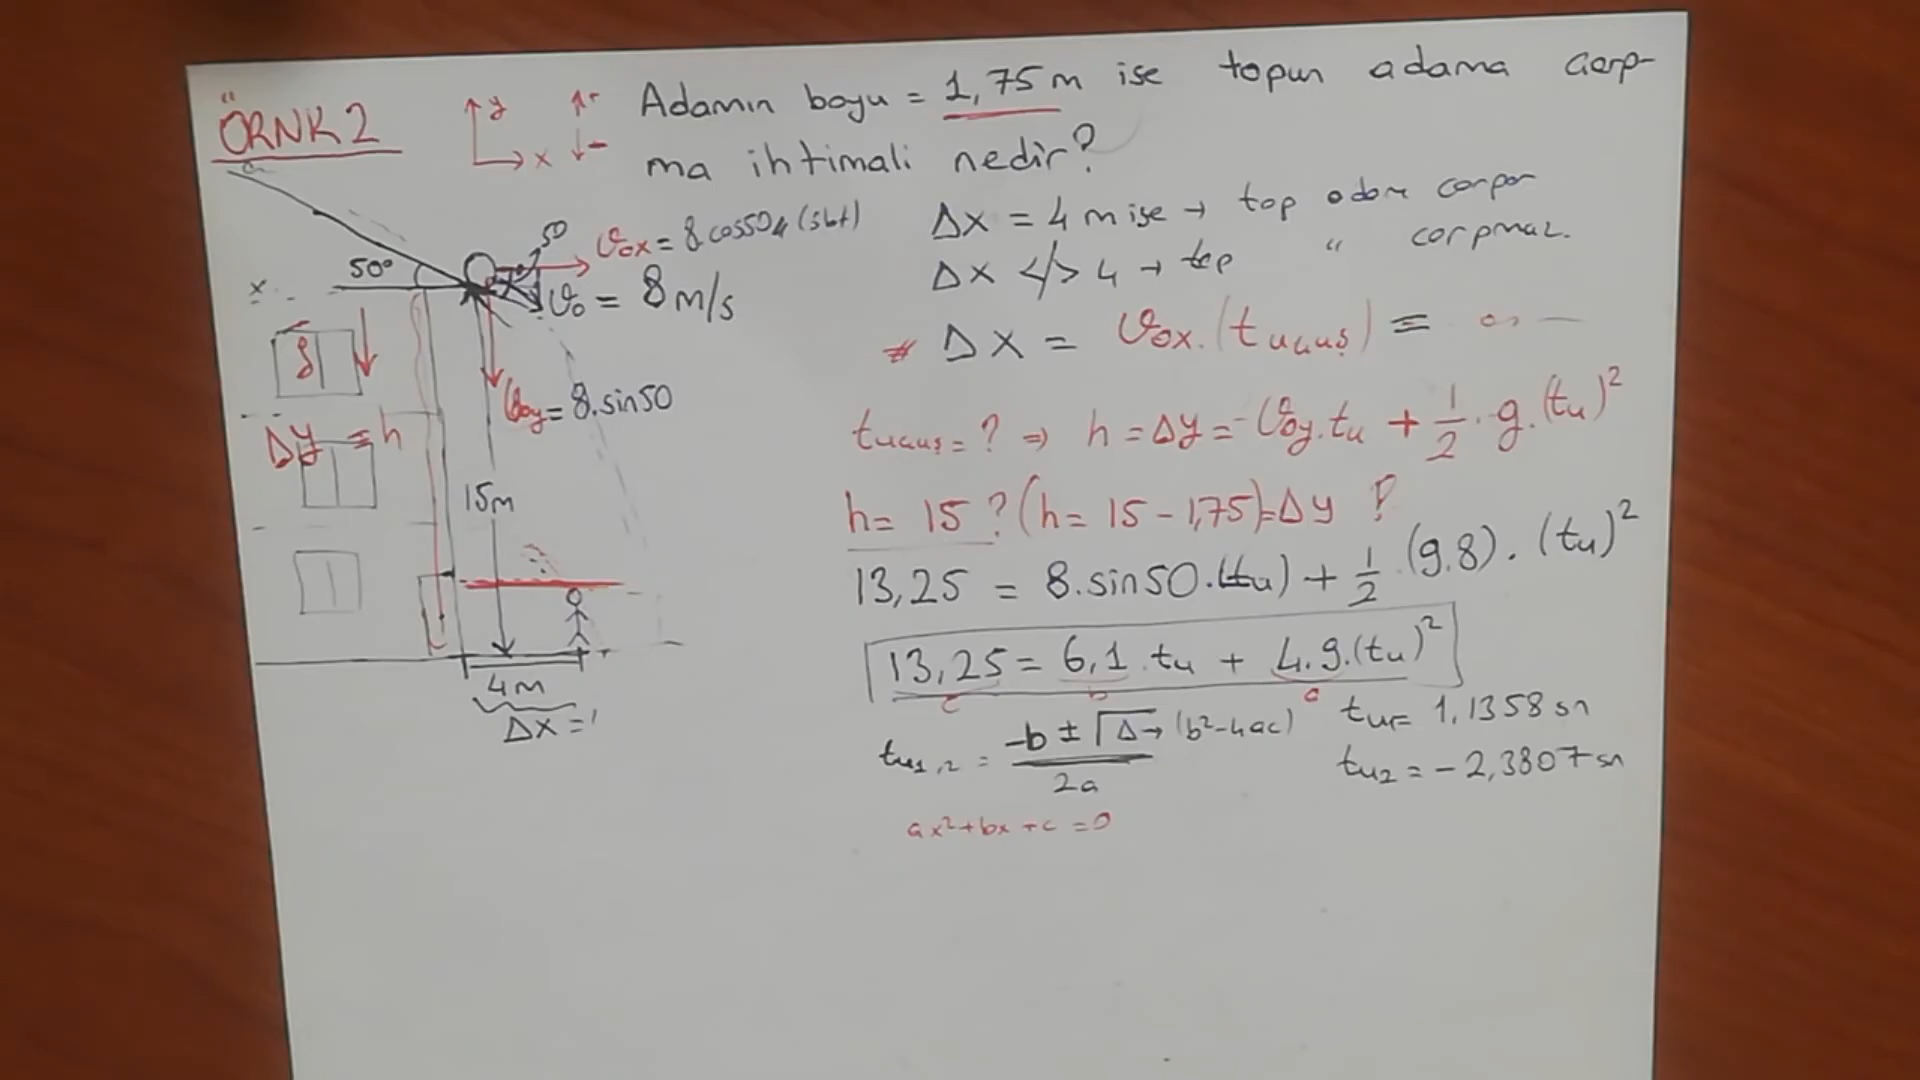 ÖRNK 2
y
x
+
-
Adamın boyu = 1,75 m ise topun adama çarp-
ma ihtimali nedir?
50°
50
V0x = 8 cos50 (sbt)
V0 = 8 m/s
x
g
V0y = 8.sin50
Δy = h
15m
4m
Δx =
Δx = 4 m ise → top adam çarpar
Δx </> 4 → top " çarpmaz.
* Δx = V0x.(tuçuş) =
tuçuş = ? ⇒ h = Δy = V0y.tu + 1/2 . g.(tu)²
h = 15 ? (h = 15 - 1,75) = Δy ?
13,25 = 8.sin50.(tu) + 1/2 (9.8) . (tu)²
13,25 = 6,1 tu + 4.9.(tu)²
c b a
tu1,2 = -b ± √Δ → (b²-4ac)
2a
ax²+bx+c = 0
tu1 = 1,1358 sn
tu2 = -2,3807 sn